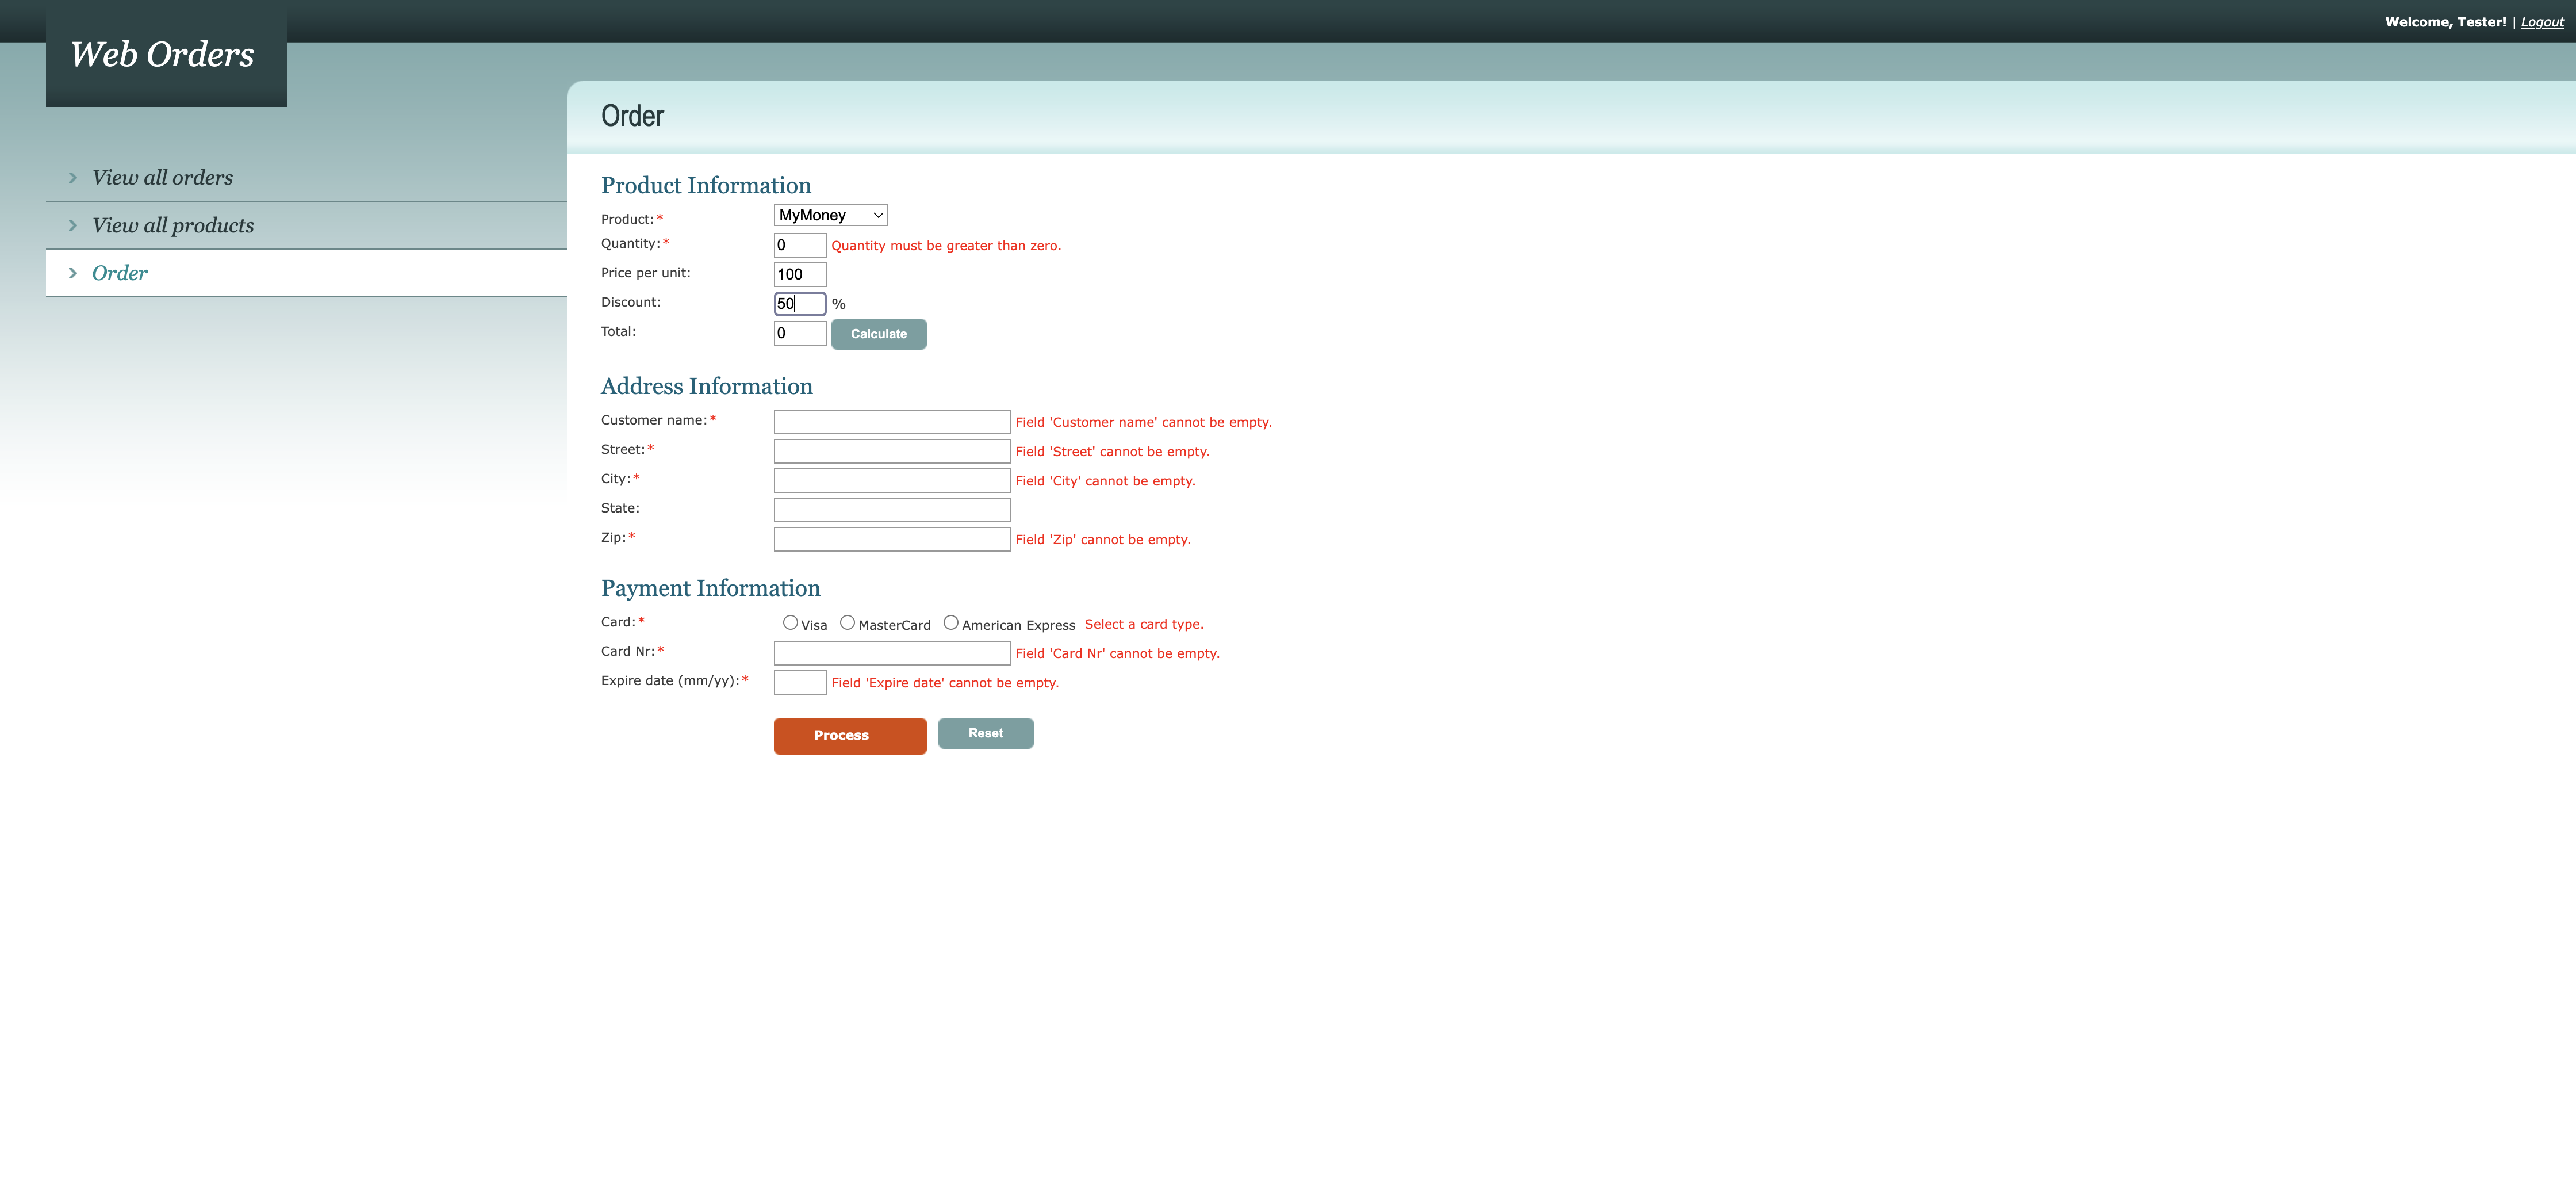 Welcome, Tester! | Logout
Web Orders
View all orders
View all products
Order
Order
Product Information
Product:* MyMoney
Quantity:* 0 Quantity must be greater than zero.
Price per unit: 100
Discount: 50 %
Total: 0 Calculate
Address Information
Customer name:* Field 'Customer name' cannot be empty.
Street:* Field 'Street' cannot be empty.
City:* Field 'City' cannot be empty.
State:
Zip:* Field 'Zip' cannot be empty.
Payment Information
Card:* Visa MasterCard American Express Select a card type.
Card Nr:* Field 'Card Nr' cannot be empty.
Expire date (mm/yy):* Field 'Expire date' cannot be empty.
Process Reset